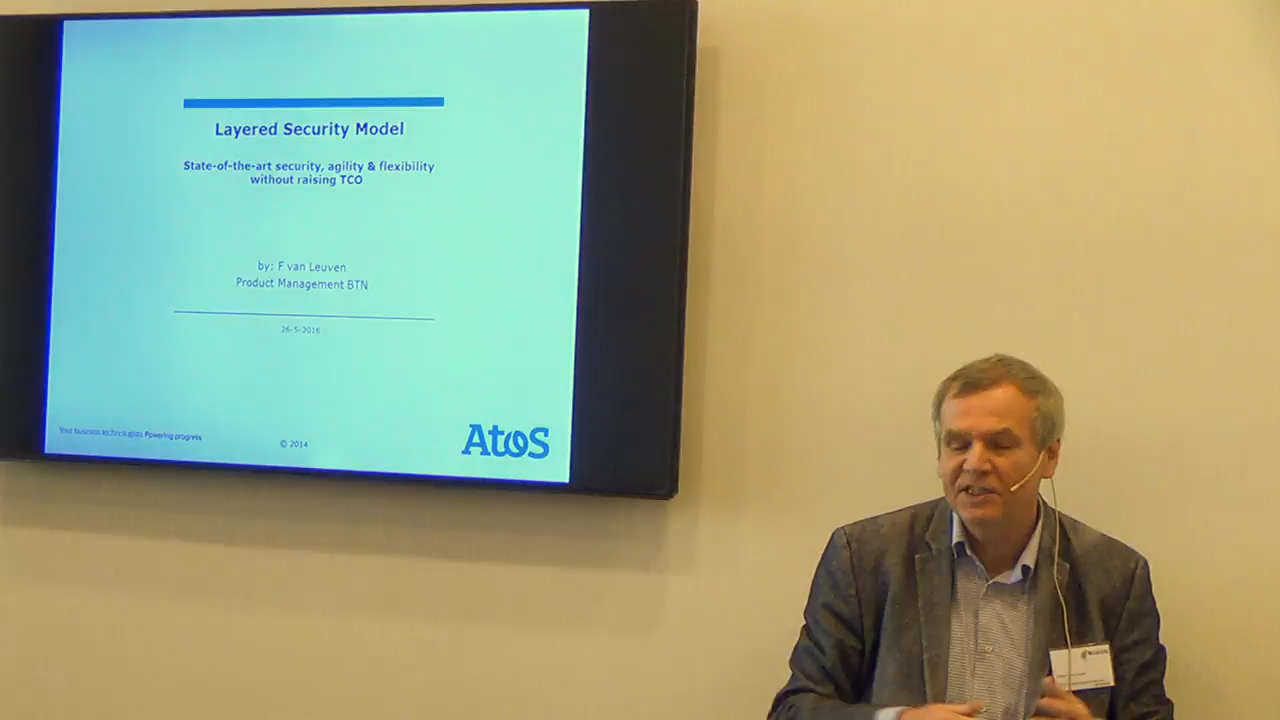 Layered Security Model
State-of-the-art security, agility & flexibility
without raising TCO
by: F van Leuven
Product Management BTN
26-5-2016
Your business technologists. Powering progress
© 2014
Atos